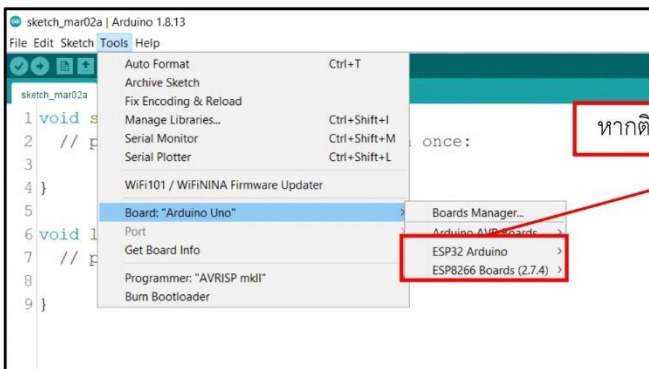 sketch_mar02a | Arduino 1.8.13
File Edit Sketch Tools Help
sketch_mar02a
Auto Format Ctrl+T
Archive Sketch
Fix Encoding & Reload
Manage Libraries... Ctrl+Shift+I
Serial Monitor Ctrl+Shift+M
Serial Plotter Ctrl+Shift+L
WiFi101 / WiFiNINA Firmware Updater
Board: "Arduino Uno" >
Port
Get Board Info
Programmer: "AVRISP mkII"
Burn Bootloader
Boards Manager...
Arduino AVR Boards >
ESP32 Arduino >
ESP8266 Boards (2.7.4) >
1 void s
2 // p once:
3
4 }
5
6 void l
7 // p
8
9 }
หากติ